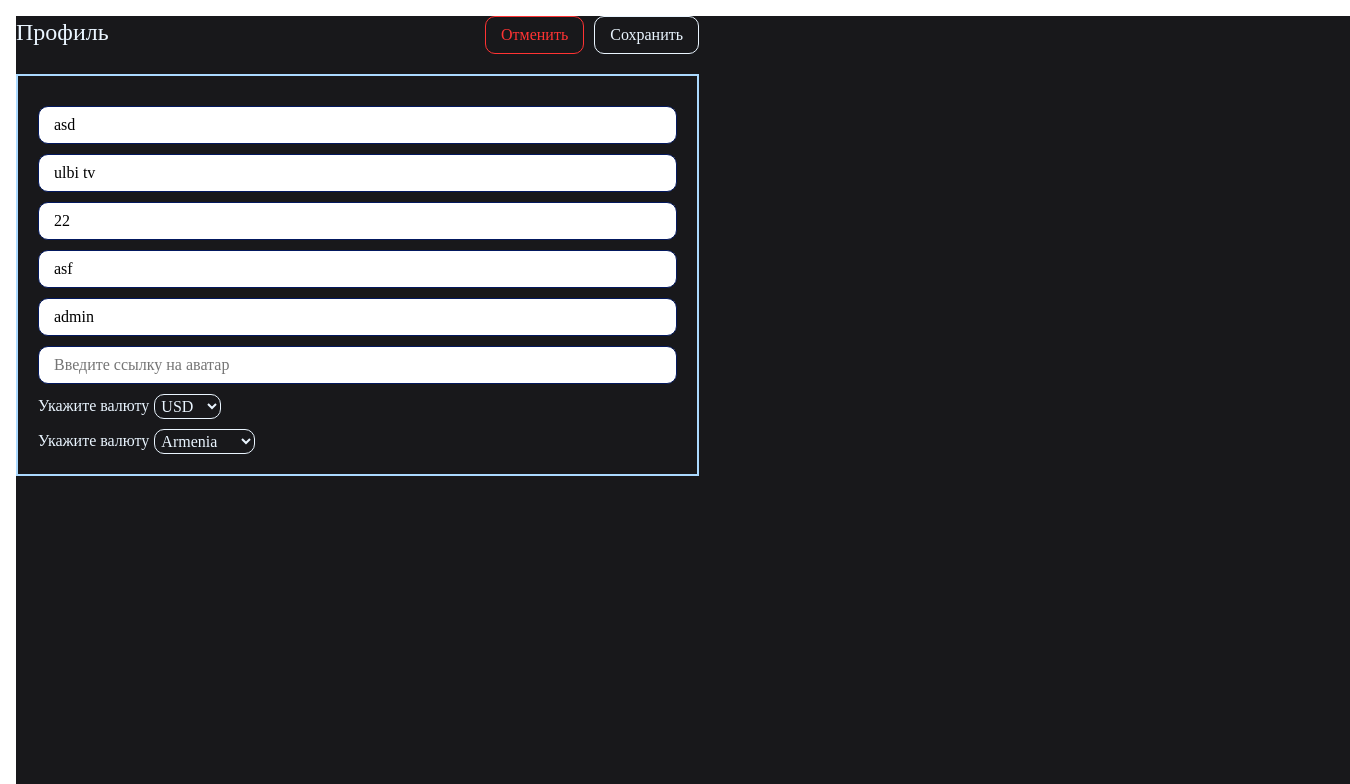 Профиль
Отменить
Сохранить
asd
ulbi tv
22
asf
admin
Введите ссылку на аватар
Укажите валюту USD
Укажите валюту Armenia